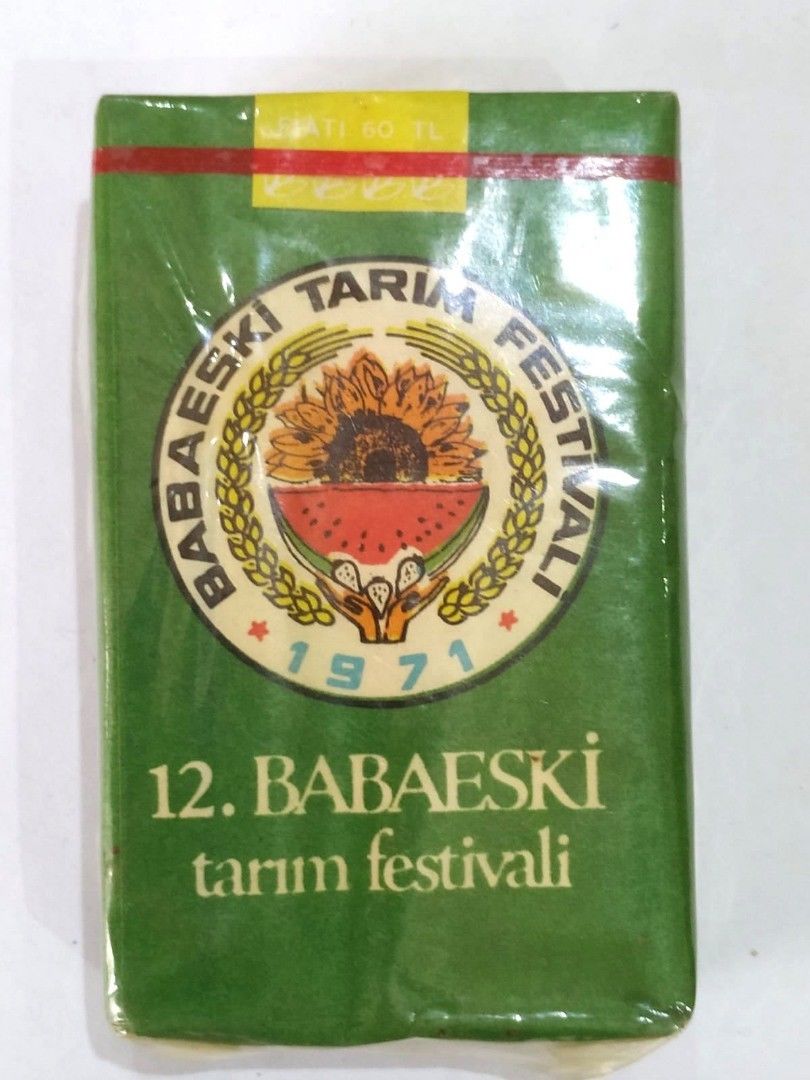 FİATI 60 TL
BABAESKİ TARIM FESTİVALİ
1971
12. BABAESKİ
tarım festivali